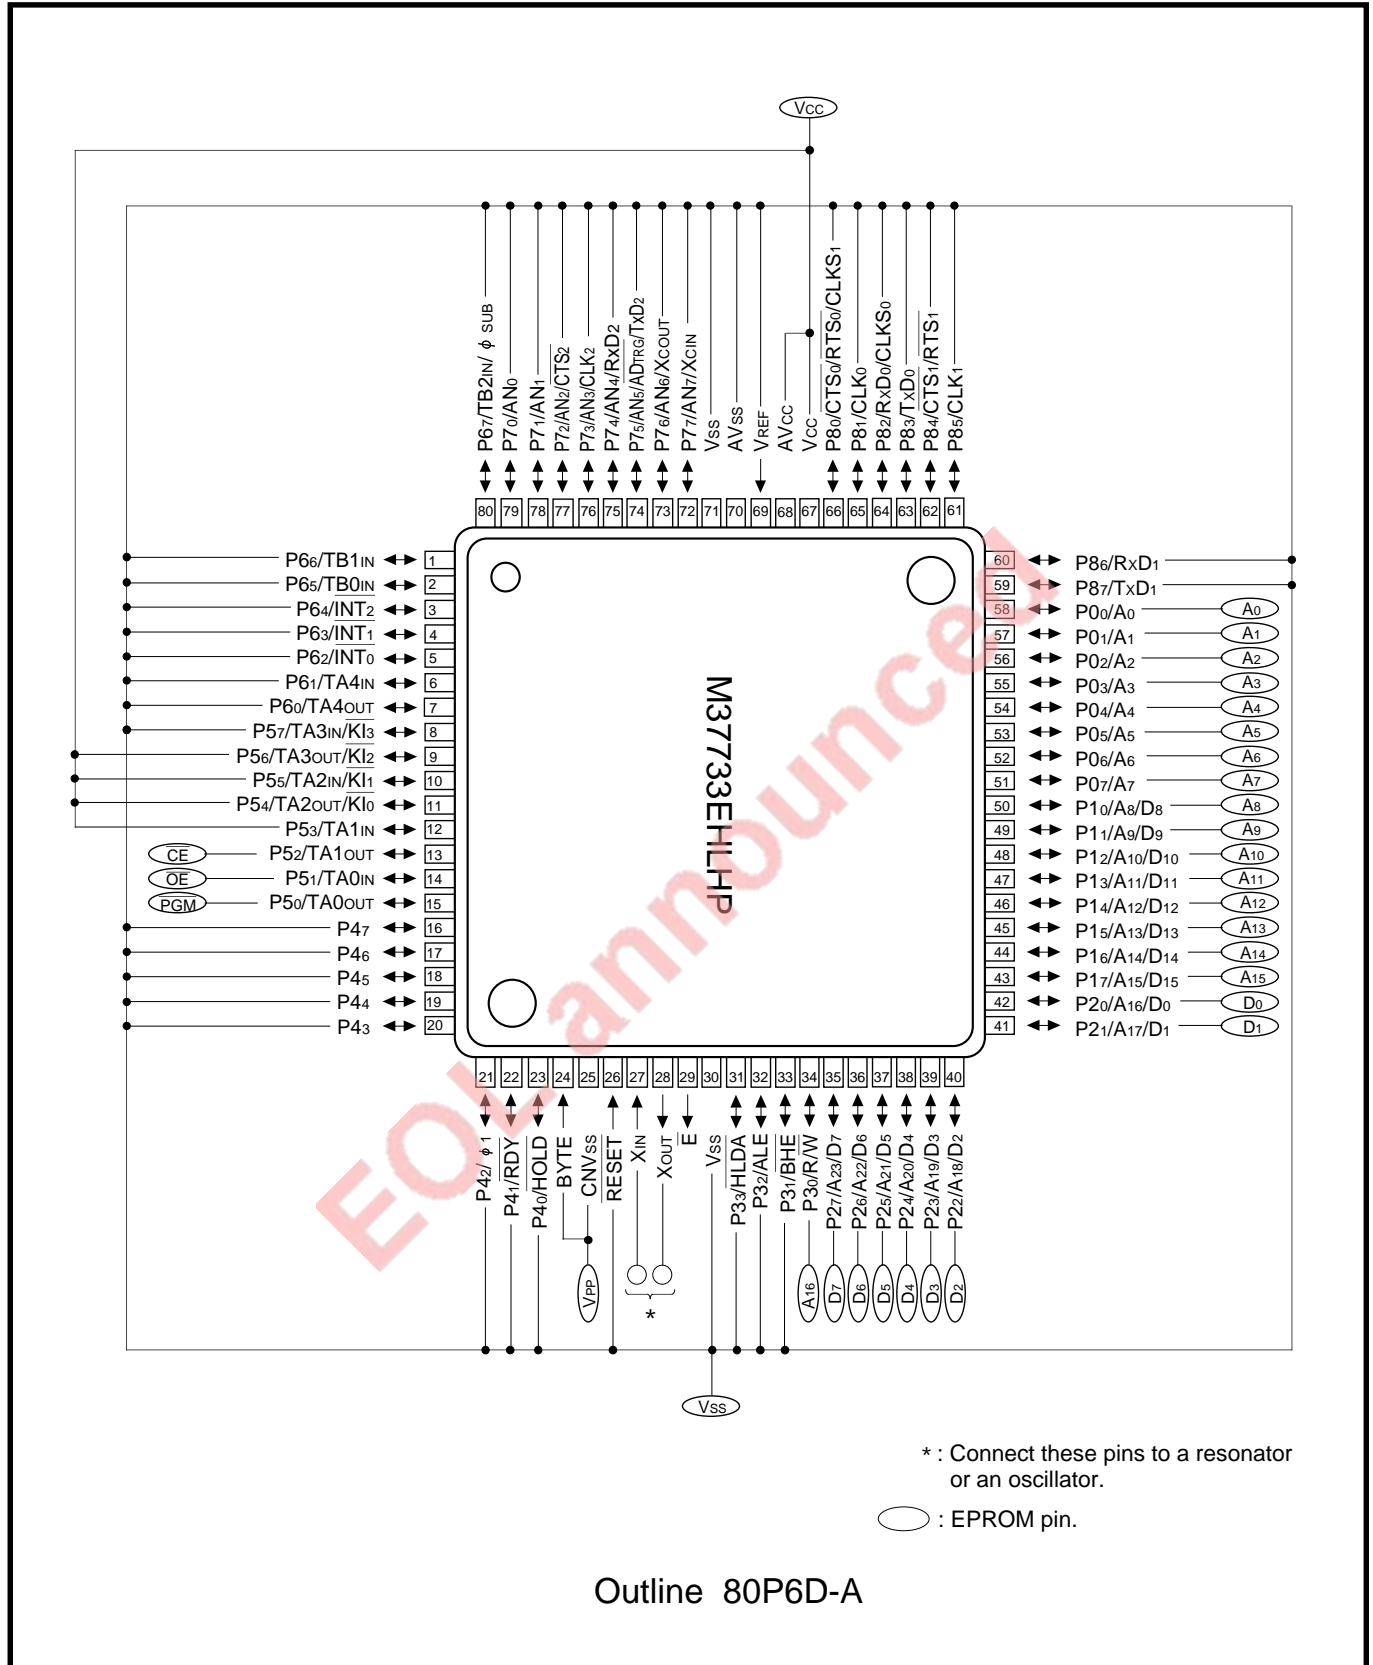 Vcc
P67/TB2IN/ φ SUB
P70/AN0
P71/AN1
P72/AN2/CTS2
P73/AN3/CLK2
P74/AN4/RxD2
P75/AN5/ADTRG/TxD2
P76/AN6/XCOUT
P77/AN7/XCIN
Vss
AVss
VREF
AVcc
Vcc
P80/CTS0/RTS0/CLKS1
P81/CLK0
P82/RxD0/CLKS0
P83/TxD0
P84/CTS1/RTS1
P85/CLK1
80 79 78 77 76 75 74 73 72 71 70 69 68 67 66 65 64 63 62 61
P66/TB1IN 1
P65/TB0IN 2
P64/INT2 3
P63/INT1 4
P62/INT0 5
P61/TA4IN 6
P60/TA4OUT 7
P57/TA3IN/KI3 8
P56/TA3OUT/KI2 9
P55/TA2IN/KI1 10
P54/TA2OUT/KI0 11
P53/TA1IN 12
CE P52/TA1OUT 13
OE P51/TA0IN 14
PGM P50/TA0OUT 15
P47 16
P46 17
P45 18
P44 19
P43 20
M37733EHLHP
60 P86/RxD1
59 P87/TxD1
58 P00/A0 A0
57 P01/A1 A1
56 P02/A2 A2
55 P03/A3 A3
54 P04/A4 A4
53 P05/A5 A5
52 P06/A6 A6
51 P07/A7 A7
50 P10/A8/D8 A8
49 P11/A9/D9 A9
48 P12/A10/D10 A10
47 P13/A11/D11 A11
46 P14/A12/D12 A12
45 P15/A13/D13 A13
44 P16/A14/D14 A14
43 P17/A15/D15 A15
42 P20/A16/D0 D0
41 P21/A17/D1 D1
21 22 23 24 25 26 27 28 29 30 31 32 33 34 35 36 37 38 39 40
P42/ φ 1
P41/RDY
P40/HOLD
BYTE
CNVss
RESET
XIN
XOUT
E
Vss
P33/HLDA
P32/ALE
P31/BHE
P30/R/W
P27/A23/D7
P26/A22/D6
P25/A21/D5
P24/A20/D4
P23/A19/D3
P22/A18/D2
VPP
*
A16
D7
D6
D5
D4
D3
D2
Vss
EOL announced
* : Connect these pins to a resonator
or an oscillator.
: EPROM pin.
Outline 80P6D-A